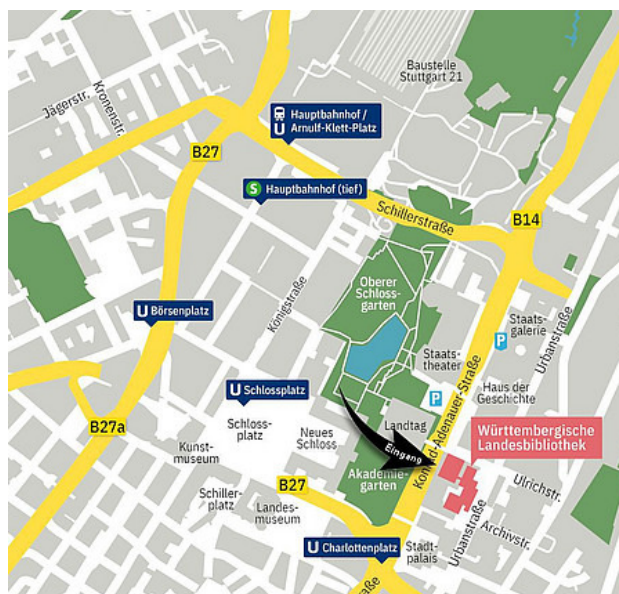 Baustelle
Stuttgart 21
Jägerstr.
Kronenstr.
Hauptbahnhof /
U Arnulf-Klett-Platz
B27
S Hauptbahnhof (tief)
Schillerstraße
B14
Oberer
Schloss-
garten
Königstraße
U Börsenplatz
Staats-
galerie
Urbanstraße
P
Staats-
theater
Konrad-Adenauer-Straße
U Schlossplatz
P
Haus der
Geschichte
B27a
Schloss-
platz
Neues
Schloss
Landtag
Eingang
Württembergische
Landesbibliothek
Kunst-
museum
Akademie-
garten
Ulrichstr.
Schiller-
platz
B27
Landes-
museum
Urbanstraße
Archivstr.
U Charlottenplatz
Stadt-
palais
aße